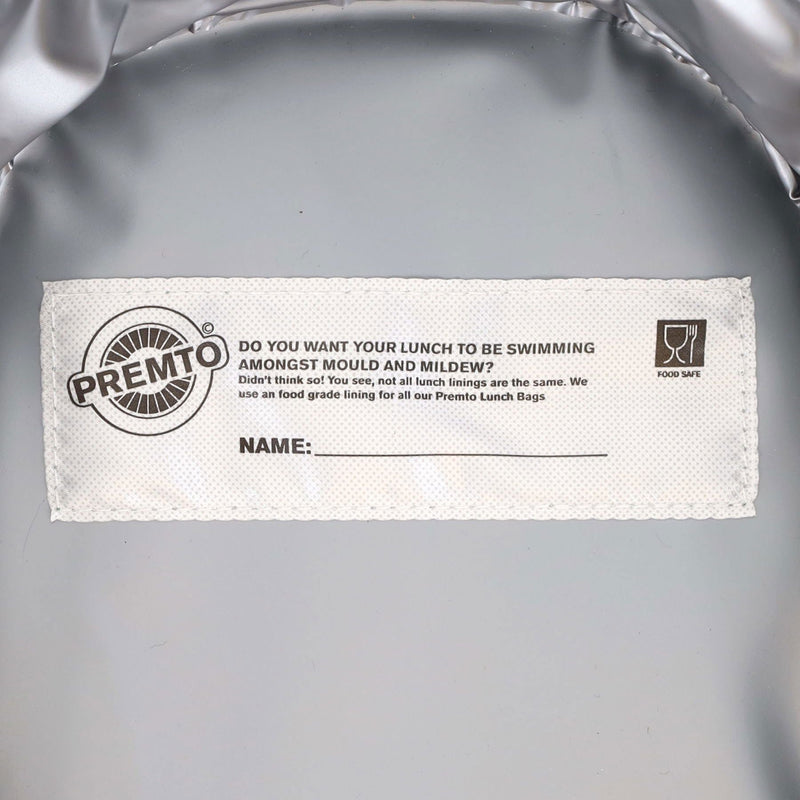 PREMTO ©
DO YOU WANT YOUR LUNCH TO BE SWIMMING
AMONGST MOULD AND MILDEW?
Didn't think so! You see, not all lunch linings are the same. We
use an food grade lining for all our Premto Lunch Bags
NAME:
FOOD SAFE